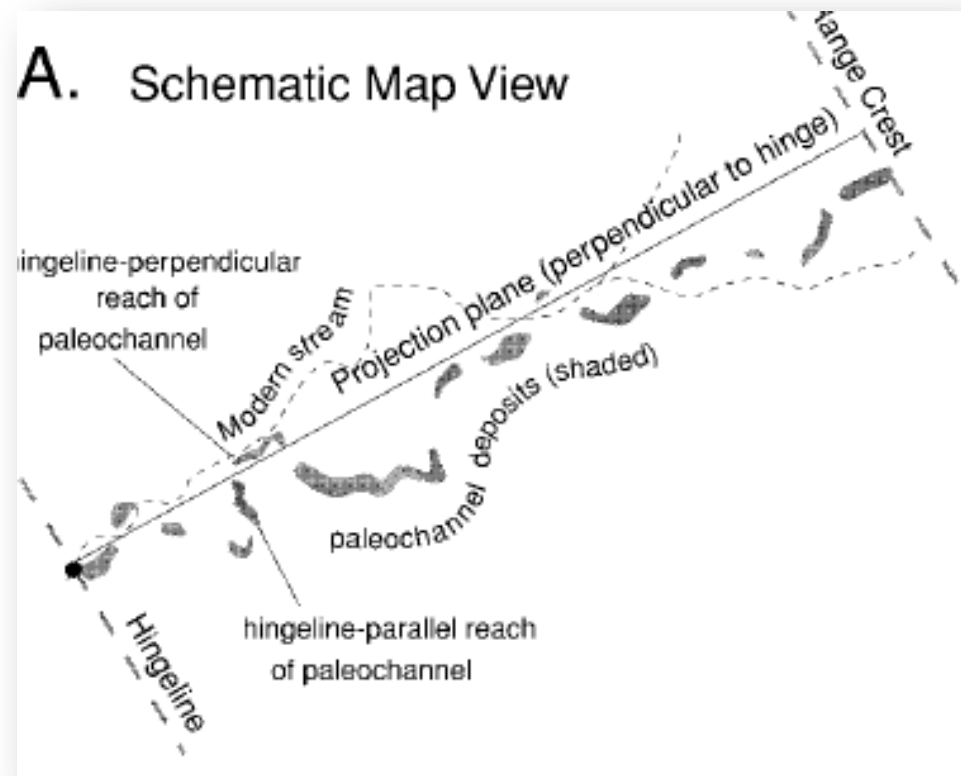 A. Schematic Map View
Range Crest
Projection plane (perpendicular to hinge)
ingeline-perpendicular
reach of
paleochannel
Modern stream
paleochannel deposits (shaded)
hingeline-parallel reach
of paleochannel
Hingeline